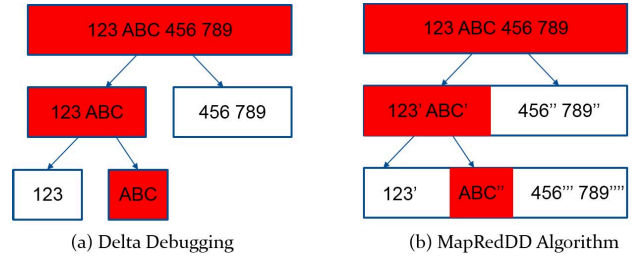 123 ABC 456 789
123 ABC
456 789
123
ABC
(a) Delta Debugging
123 ABC 456 789
123' ABC'
456'' 789''
123'
ABC''
456''' 789''''
(b) MapRedDD Algorithm